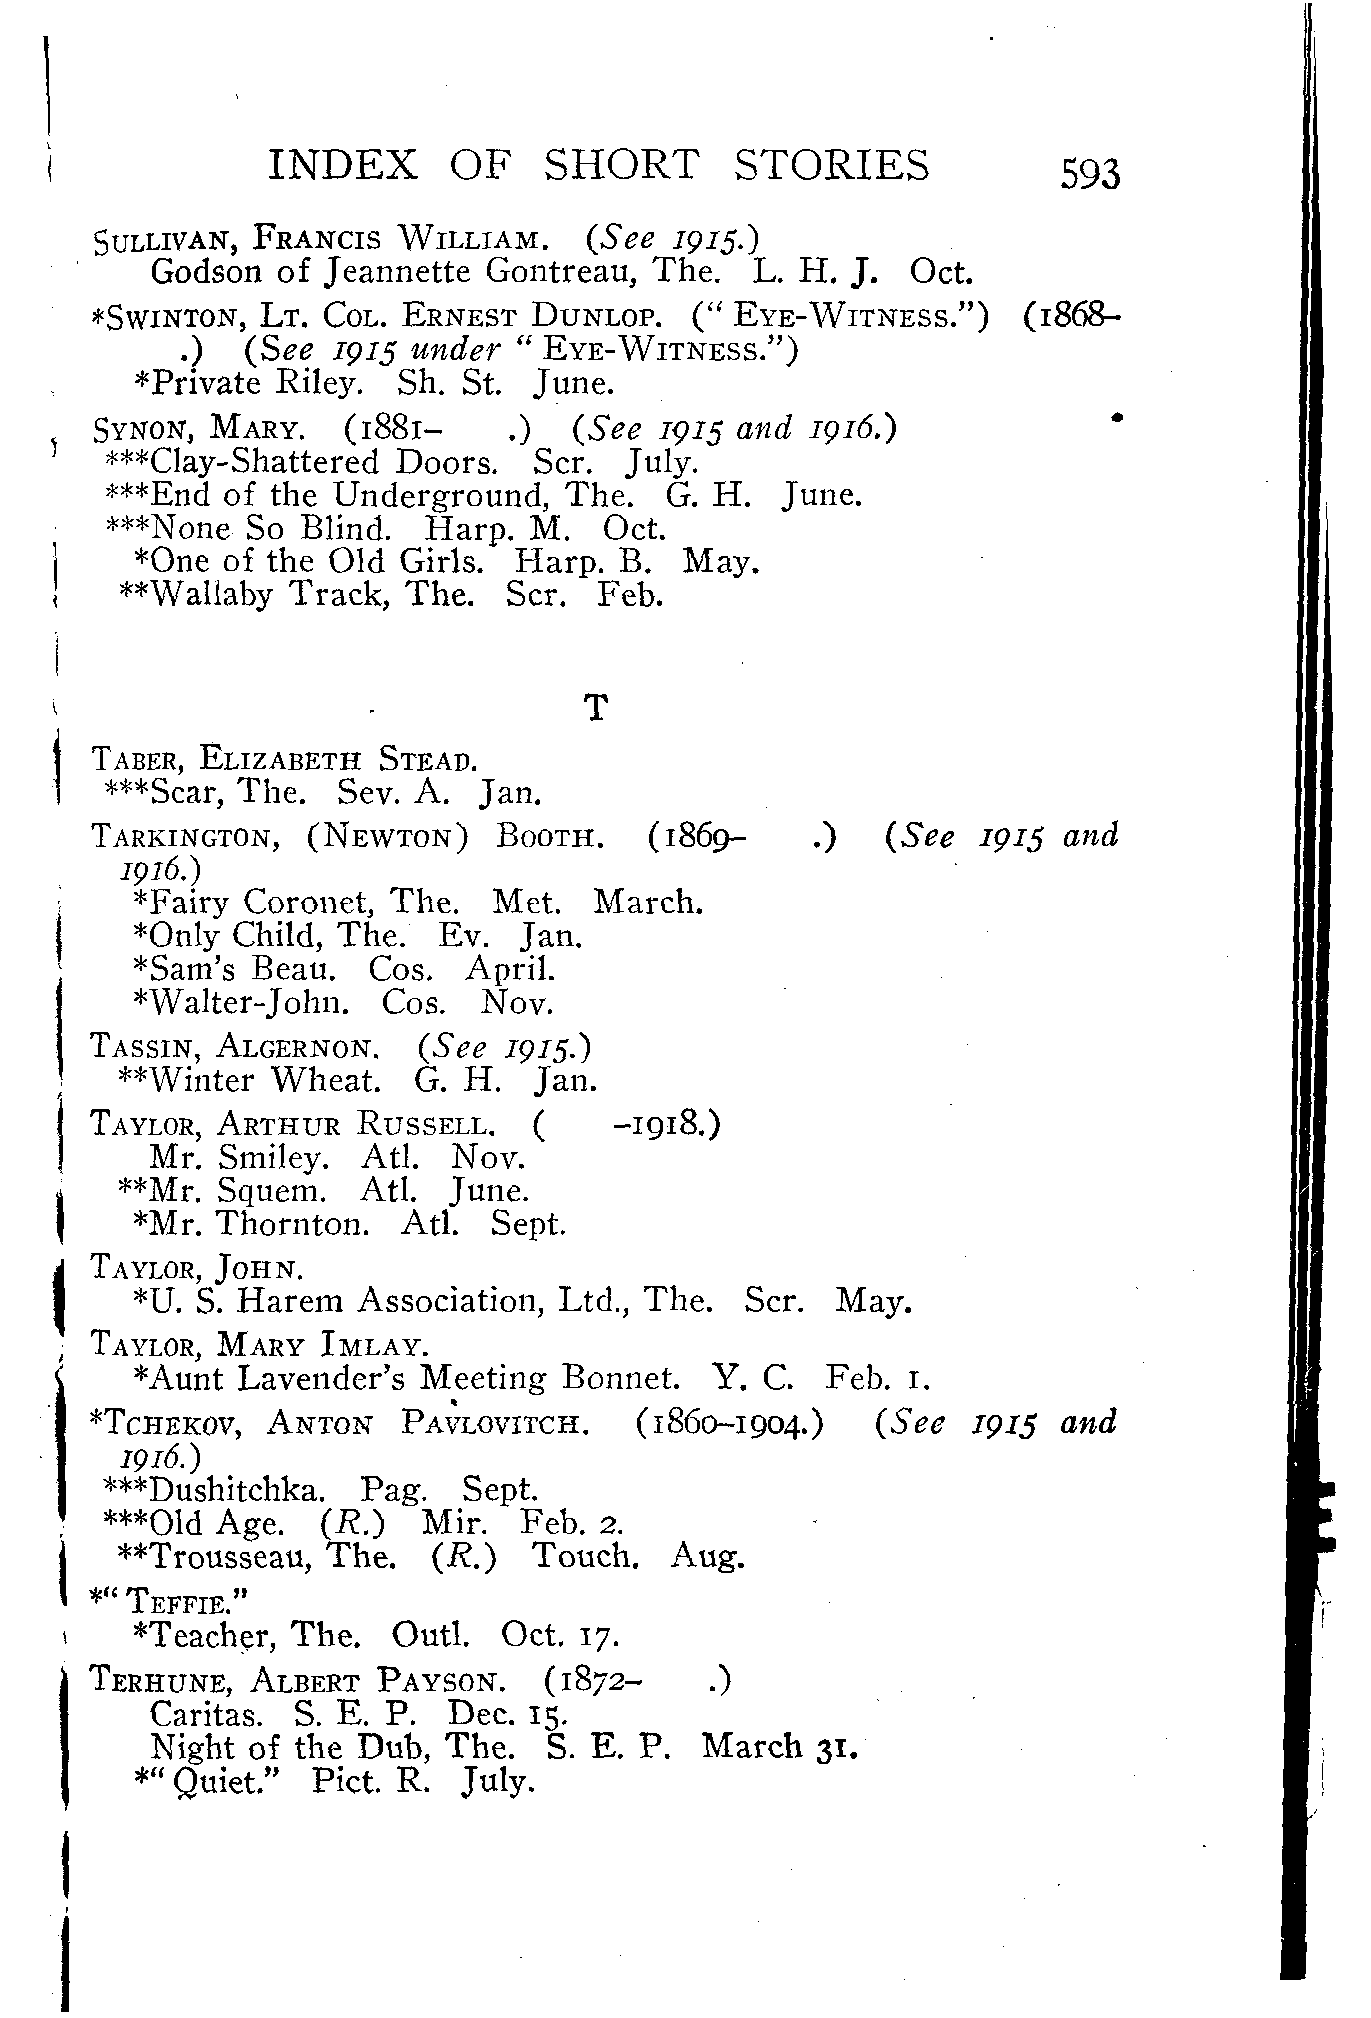 INDEX OF SHORT STORIES 593
SULLIVAN, FRANCIS WILLIAM. (See 1915.)
Godson of Jeannette Gontreau, The. L. H. J. Oct.
*SWINTON, LT. COL. ERNEST DUNLOP. (" EYE-WITNESS.") (1868-
.) (See 1915 under " EYE-WITNESS.")
*Private Riley. Sh. St. June.
SYNON, MARY. (1881- .) (See 1915 and 1916.)
***Clay-Shattered Doors. Scr. July.
***End of the Underground, The. G. H. June.
***None So Blind. Harp. M. Oct.
*One of the Old Girls. Harp. B. May.
**Wallaby Track, The. Scr. Feb.
T
TABER, ELIZABETH STEAD.
***Scar, The. Sev. A. Jan.
TARKINGTON, (NEWTON) BOOTH. (1869- .) (See 1915 and
1916.)
*Fairy Coronet, The. Met. March.
*Only Child, The. Ev. Jan.
*Sam's Beau. Cos. April.
*Walter-John. Cos. Nov.
TASSIN, ALGERNON. (See 1915.)
**Winter Wheat. G. H. Jan.
TAYLOR, ARTHUR RUSSELL. ( -1918.)
Mr. Smiley. Atl. Nov.
**Mr. Squem. Atl. June.
*Mr. Thornton. Atl. Sept.
TAYLOR, JOHN.
*U. S. Harem Association, Ltd., The. Scr. May.
TAYLOR, MARY IMLAY.
*Aunt Lavender's Meeting Bonnet. Y. C. Feb. 1.
*TCHEKOV, ANTON PAVLOVITCH. (1860-1904.) (See 1915 and
1916.)
***Dushitchka. Pag. Sept.
***Old Age. (R.) Mir. Feb. 2.
**Trousseau, The. (R.) Touch. Aug.
*" TEFFIE."
*Teacher, The. Outl. Oct. 17.
TERHUNE, ALBERT PAYSON. (1872- .)
Caritas. S. E. P. Dec. 15.
Night of the Dub, The. S. E. P. March 31.
*" Quiet." Pict. R. July.